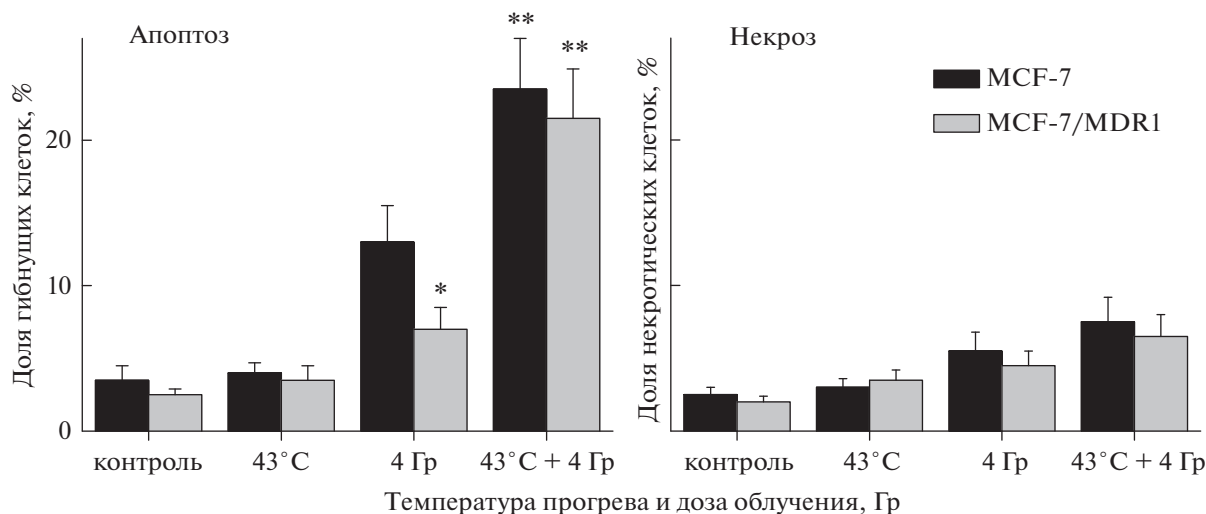 Апоптоз
Доля гибнущих клеток, %
20
10
0
**
**
*
контроль 43°C 4 Гр 43°C + 4 Гр
Некроз
Доля некротических клеток, %
MCF-7
MCF-7/MDR1
контроль 43°C 4 Гр 43°C + 4 Гр
Температура прогрева и доза облучения, Гр